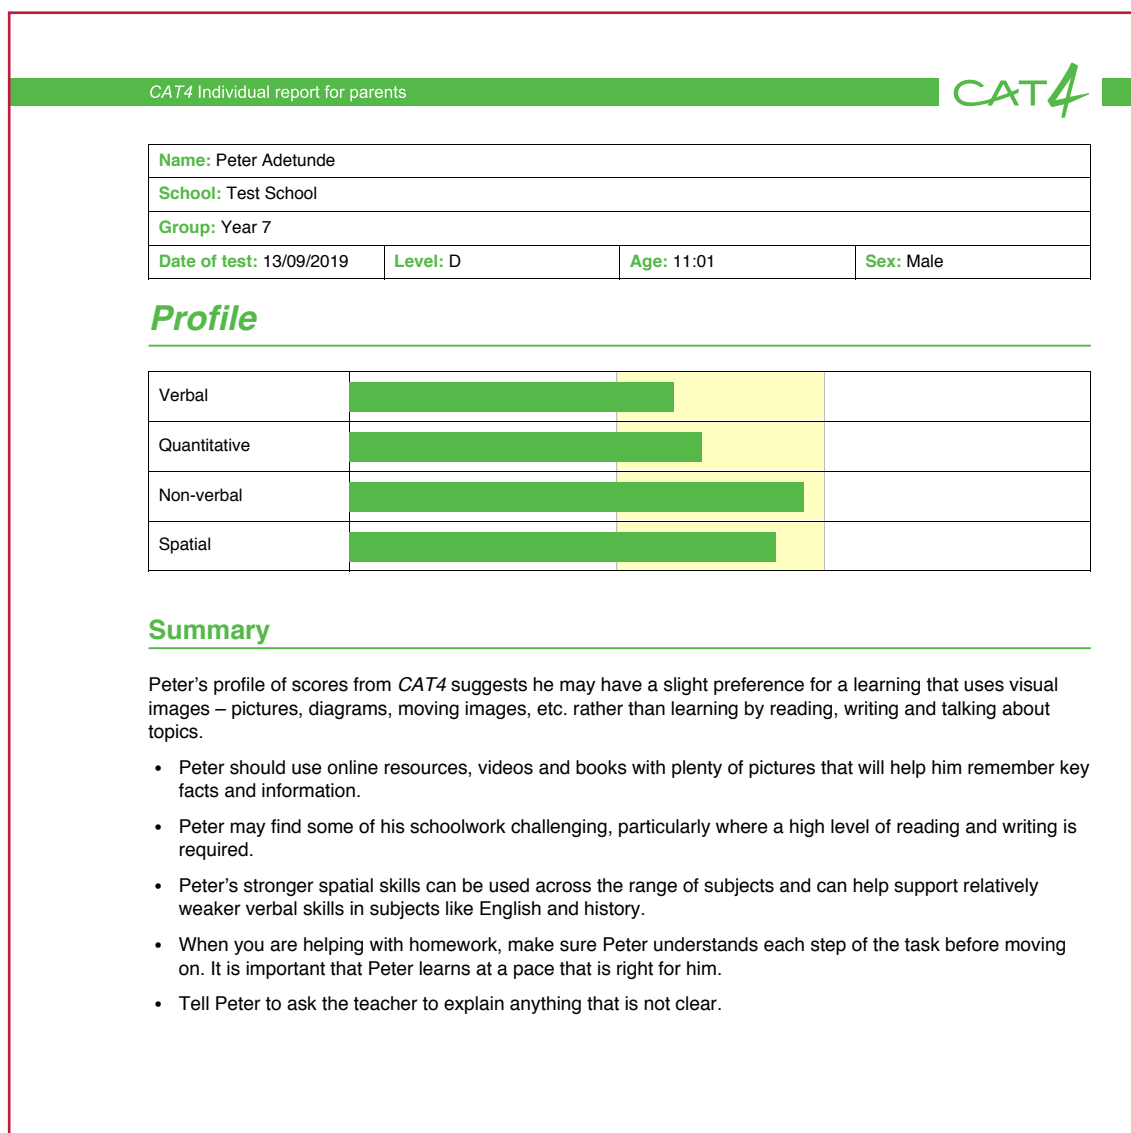 CAT4 Individual report for parents
CAT4
Name: Peter Adetunde
School: Test School
Group: Year 7
Date of test: 13/09/2019 Level: D Age: 11:01 Sex: Male
Profile
Verbal
Quantitative
Non-verbal
Spatial
Summary
Peter’s profile of scores from CAT4 suggests he may have a slight preference for a learning that uses visual
images – pictures, diagrams, moving images, etc. rather than learning by reading, writing and talking about
topics.
• Peter should use online resources, videos and books with plenty of pictures that will help him remember key
facts and information.
• Peter may find some of his schoolwork challenging, particularly where a high level of reading and writing is
required.
• Peter’s stronger spatial skills can be used across the range of subjects and can help support relatively
weaker verbal skills in subjects like English and history.
• When you are helping with homework, make sure Peter understands each step of the task before moving
on. It is important that Peter learns at a pace that is right for him.
• Tell Peter to ask the teacher to explain anything that is not clear.